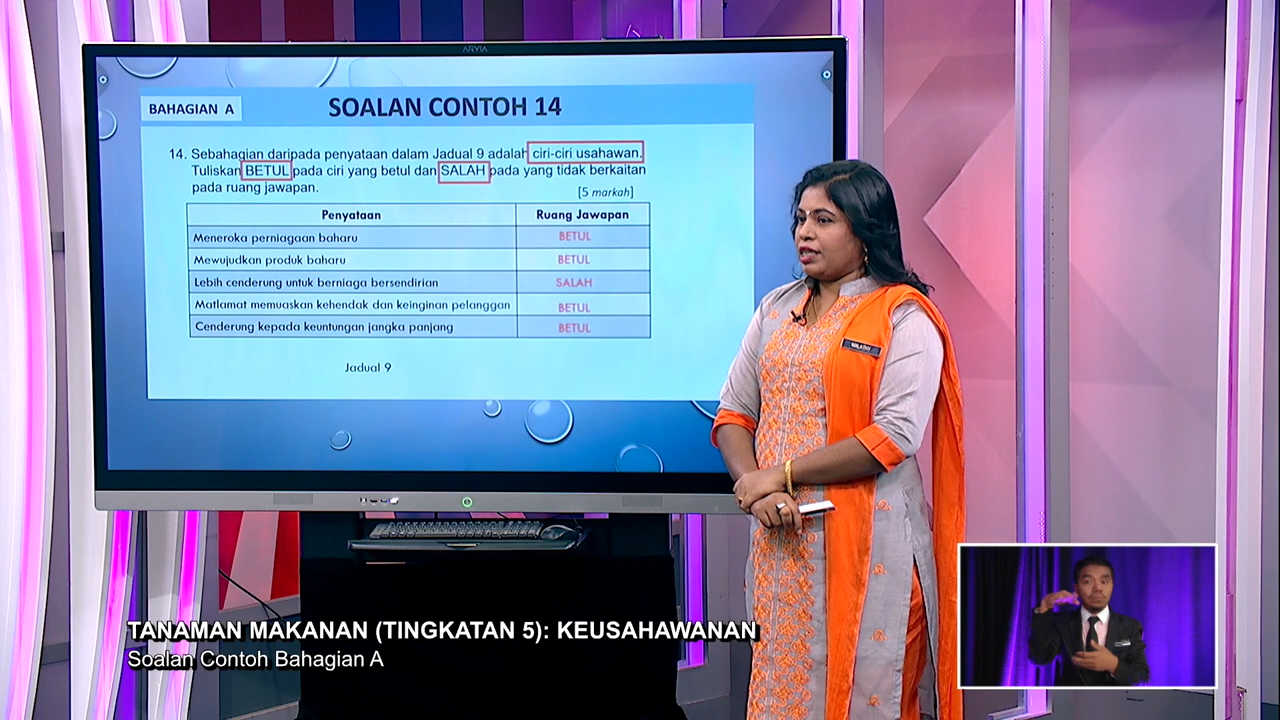 ARVIA
BAHAGIAN A
SOALAN CONTOH 14
14. Sebahagian daripada penyataan dalam Jadual 9 adalah ciri-ciri usahawan.
Tuliskan BETUL pada ciri yang betul dan SALAH pada yang tidak berkaitan
pada ruang jawapan.
[5 markah]
Penyataan Ruang Jawapan
Meneroka perniagaan baharu BETUL
Mewujudkan produk baharu BETUL
Lebih cenderung untuk berniaga bersendirian SALAH
Matlamat memuaskan kehendak dan keinginan pelanggan BETUL
Cenderung kepada keuntungan jangka panjang BETUL
Jadual 9
MALATHY
TANAMAN MAKANAN (TINGKATAN 5): KEUSAHAWANAN
Soalan Contoh Bahagian A